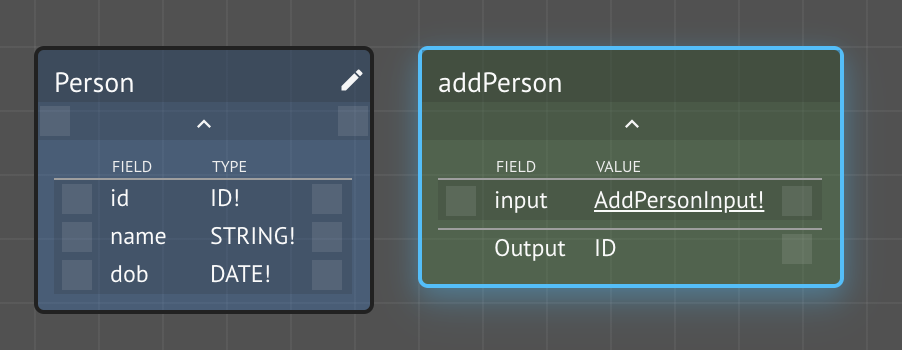 Person
FIELD TYPE
id ID!
name STRING!
dob DATE!
addPerson
FIELD VALUE
input AddPersonInput!
Output ID